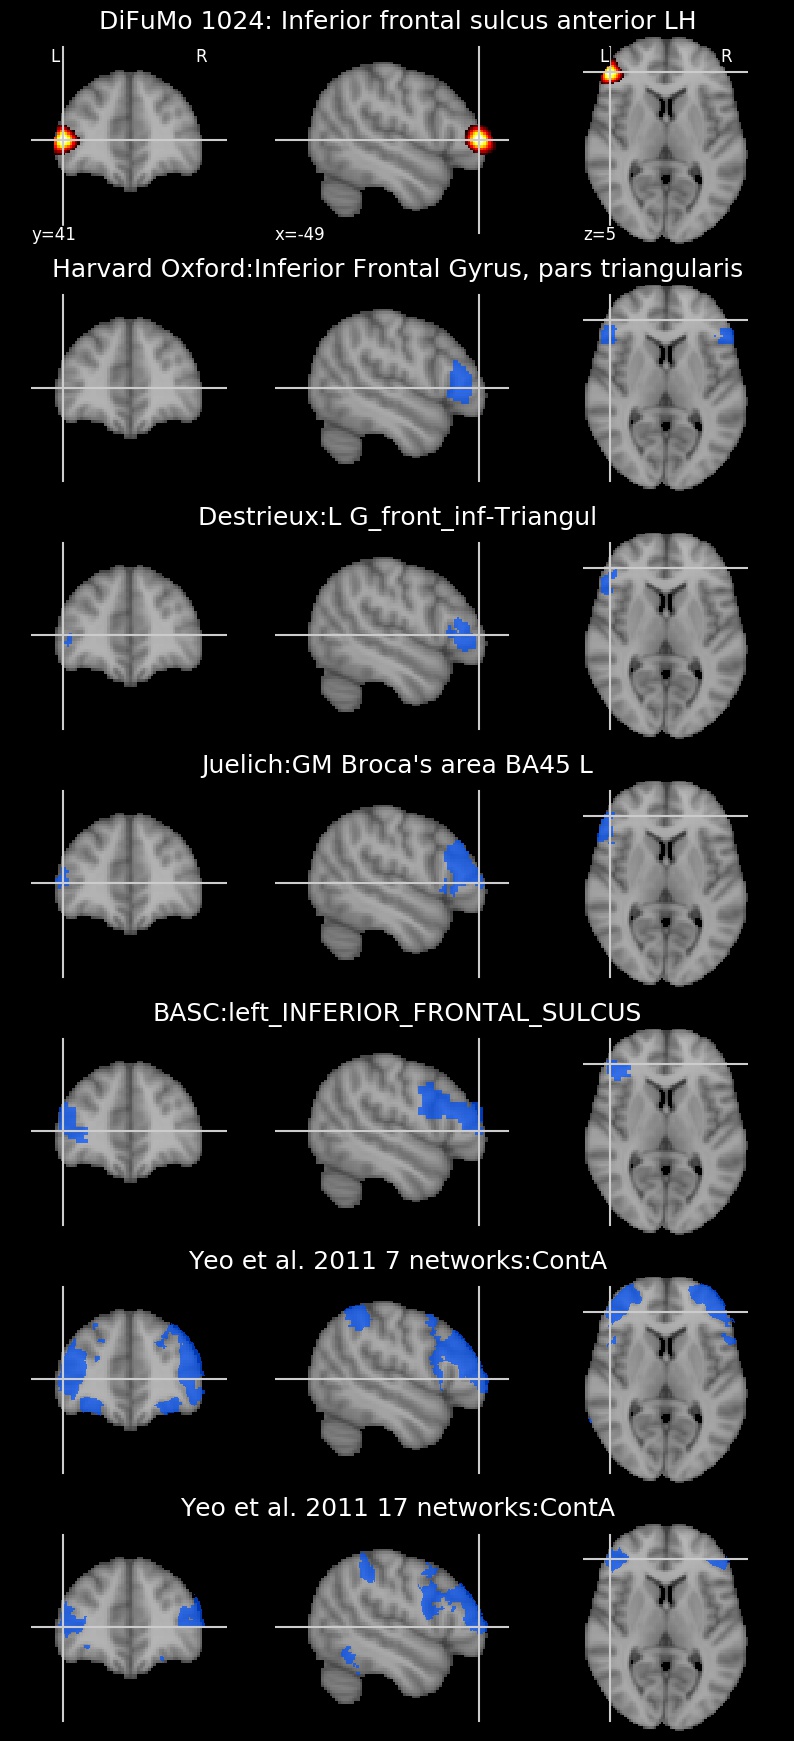 DiFuMo 1024: Inferior frontal sulcus anterior LH
L R L R
y=41 x=-49 z=5
Harvard Oxford:Inferior Frontal Gyrus, pars triangularis
Destrieux:L G_front_inf-Triangul
Juelich:GM Broca's area BA45 L
BASC:left_INFERIOR_FRONTAL_SULCUS
Yeo et al. 2011 7 networks:ContA
Yeo et al. 2011 17 networks:ContA